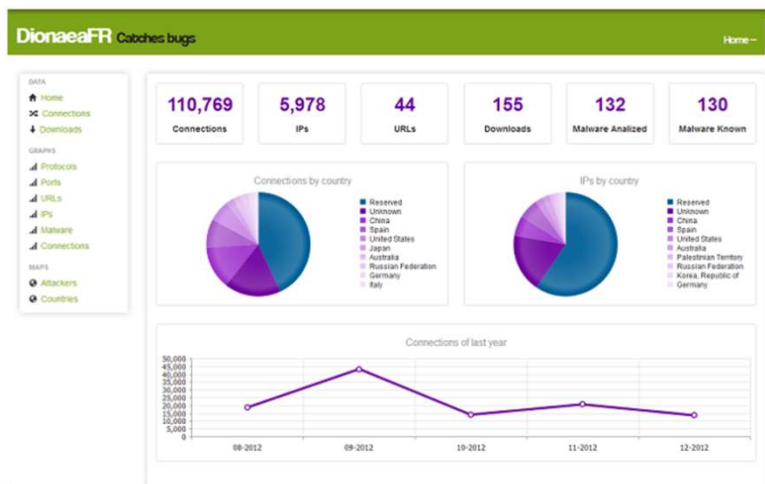 DionaeaFR Catches bugs
Home
DATA
Home
Connections
Downloads
GRAPHS
Protocols
Ports
URLs
IPs
Malware
Connections
MAPS
Attackers
Countries
110,769 5,978 44 155 132 130
Connections IPs URLs Downloads Malware Analized Malware Known
Connections by country
Reserved
Unknown
China
Spain
United States
Japan
Australia
Russian Federation
Germany
Italy
IPs by country
Reserved
Unknown
China
Spain
United States
Australia
Palestinian Territory
Russian Federation
Korea, Republic of
Germany
Connections of last year
50,000
45,000
40,000
35,000
30,000
25,000
20,000
15,000
10,000
5,000
0
08-2012 09-2012 10-2012 11-2012 12-2012